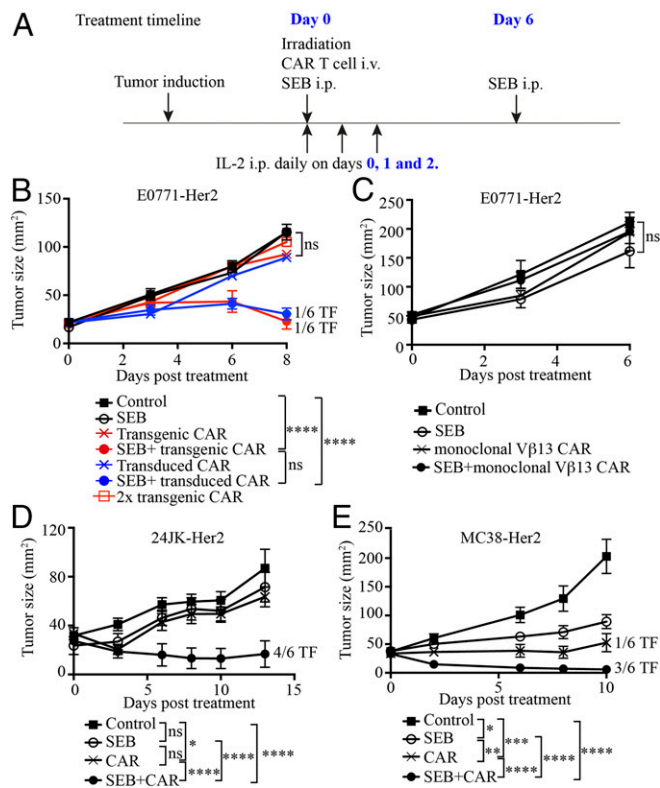 A
Treatment timeline
Day 0
Day 6
Irradiation
CAR T cell i.v.
Tumor induction
SEB i.p.
SEB i.p.
IL-2 i.p. daily on days 0, 1 and 2.
B
E0771-Her2
Tumor size (mm²)
150
100
50
0
0 2 4 6 8
Days post treatment
ns
1/6 TF
1/6 TF
Control
SEB
Transgenic CAR
SEB+ transgenic CAR
Transduced CAR
SEB+ transduced CAR
2x transgenic CAR
****
ns
****
C
E0771-Her2
Tumor size (mm²)
250
200
150
100
50
0
0 2 4 6
Days post treatment
ns
Control
SEB
monoclonal Vβ13 CAR
SEB+monoclonal Vβ13 CAR
D
24JK-Her2
Tumor size (mm²)
120
80
40
0
0 5 10 15
Days post treatment
4/6 TF
Control
SEB
CAR
SEB+CAR
ns
ns
*
****
****
****
E
MC38-Her2
Tumor size (mm²)
250
200
150
100
50
0
0 5 10
Days post treatment
1/6 TF
3/6 TF
Control
SEB
CAR
SEB+CAR
*
**
***
****
****
****